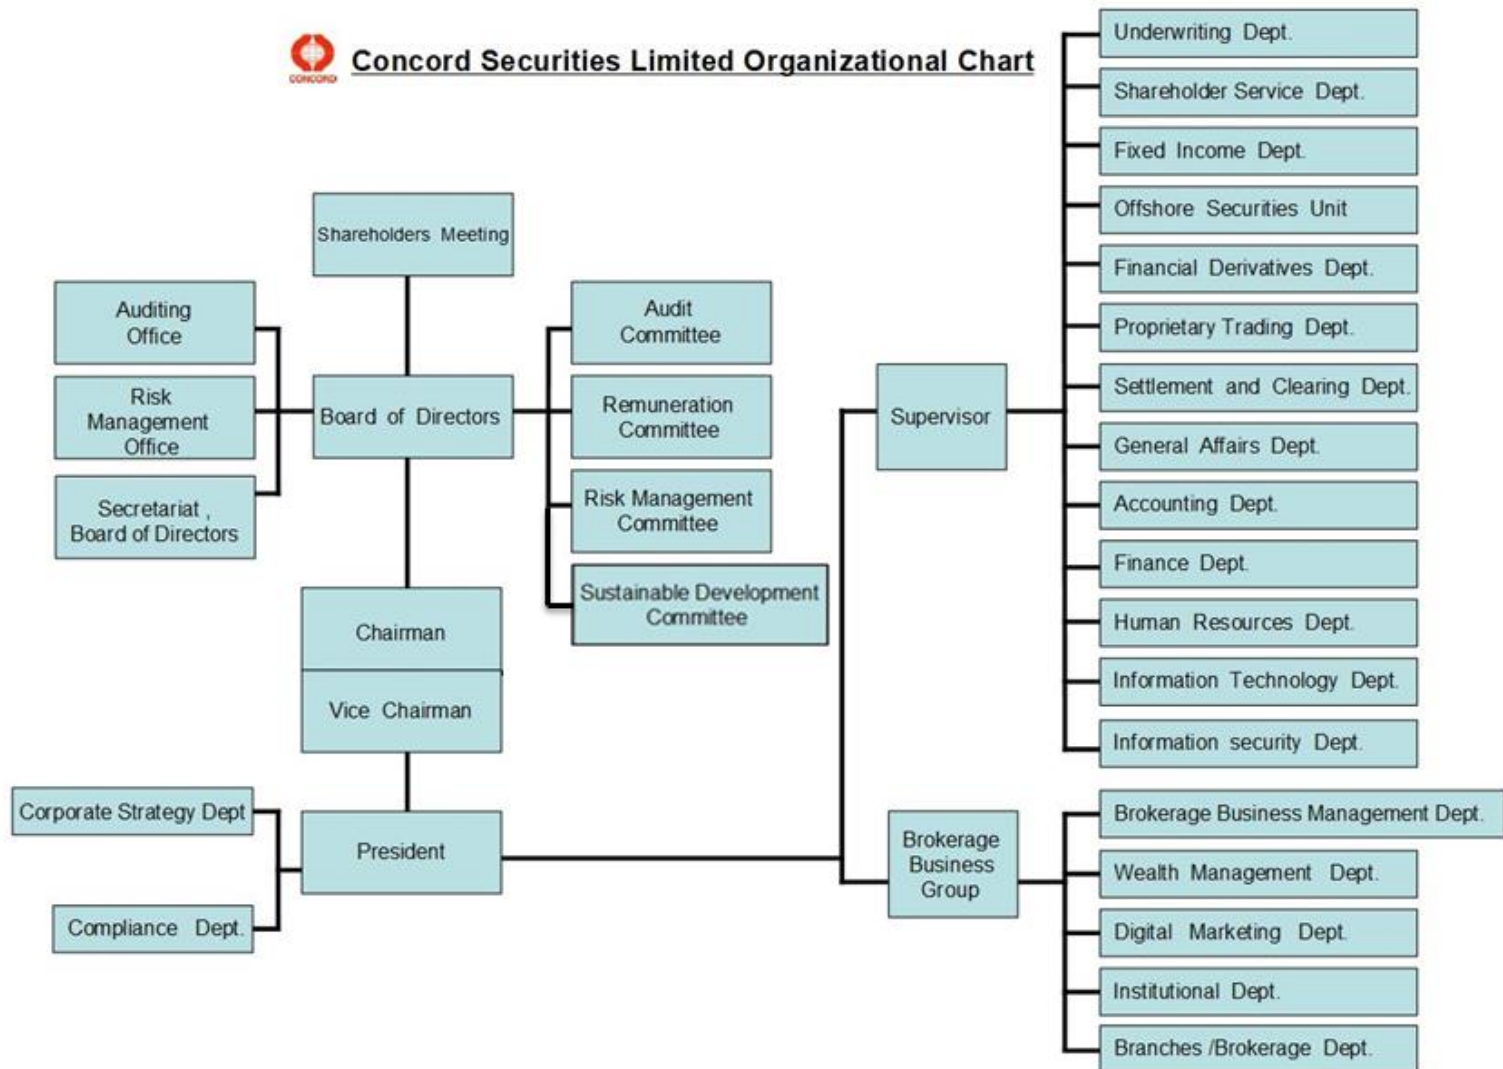 CONCORD
Concord Securities Limited Organizational Chart
Shareholders Meeting
Auditing
Office
Risk
Management
Office
Secretariat ,
Board of Directors
Board of Directors
Audit
Committee
Remuneration
Committee
Risk Management
Committee
Sustainable Development
Committee
Chairman
Vice Chairman
Corporate Strategy Dept
President
Compliance Dept.
Supervisor
Underwriting Dept.
Shareholder Service Dept.
Fixed Income Dept.
Offshore Securities Unit
Financial Derivatives Dept.
Proprietary Trading Dept.
Settlement and Clearing Dept.
General Affairs Dept.
Accounting Dept.
Finance Dept.
Human Resources Dept.
Information Technology Dept.
Information security Dept.
Brokerage
Business
Group
Brokerage Business Management Dept.
Wealth Management Dept.
Digital Marketing Dept.
Institutional Dept.
Branches /Brokerage Dept.